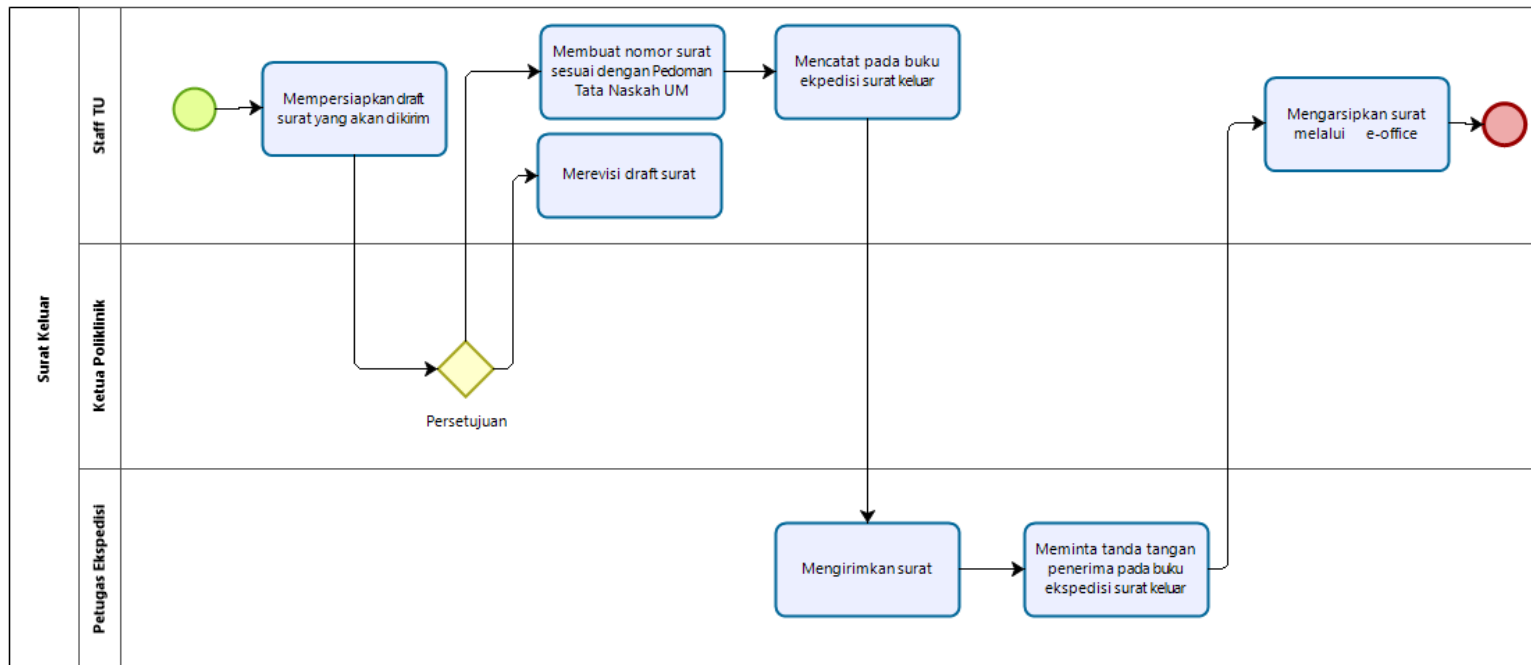 Surat Keluar
Staff TU
Mempersiapkan draft
surat yang akan dikirim
Membuat nomor surat
sesuai dengan Pedoman
Tata Naskah UM
Mencatat pada buku
ekpedisi surat keluar
Merevisi draft surat
Mengarsipkan surat
melalui e-office
Ketua Poliklinik
Persetujuan
Petugas Ekspedisi
Mengirimkan surat
Meminta tanda tangan
penerima pada buku
ekspedisi surat keluar